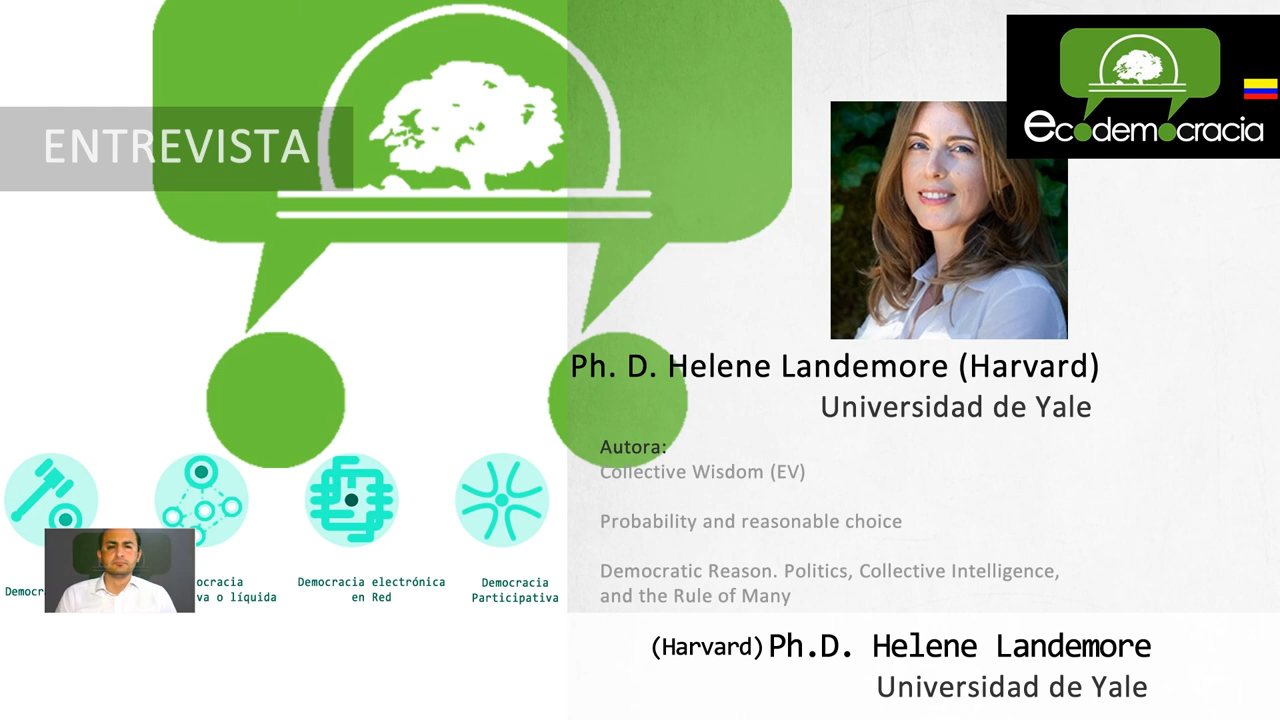 ENTREVISTA
ecodemocracia
Ph. D. Helene Landemore (Harvard)
Universidad de Yale
Autora:
Collective Wisdom (EV)
Probability and reasonable choice
Democratic Reason. Politics, Collective Intelligence,
and the Rule of Many
Democracia electrónica
en Red
Democracia
Participativa
va o líquida
(Harvard) Ph.D. Helene Landemore
Universidad de Yale